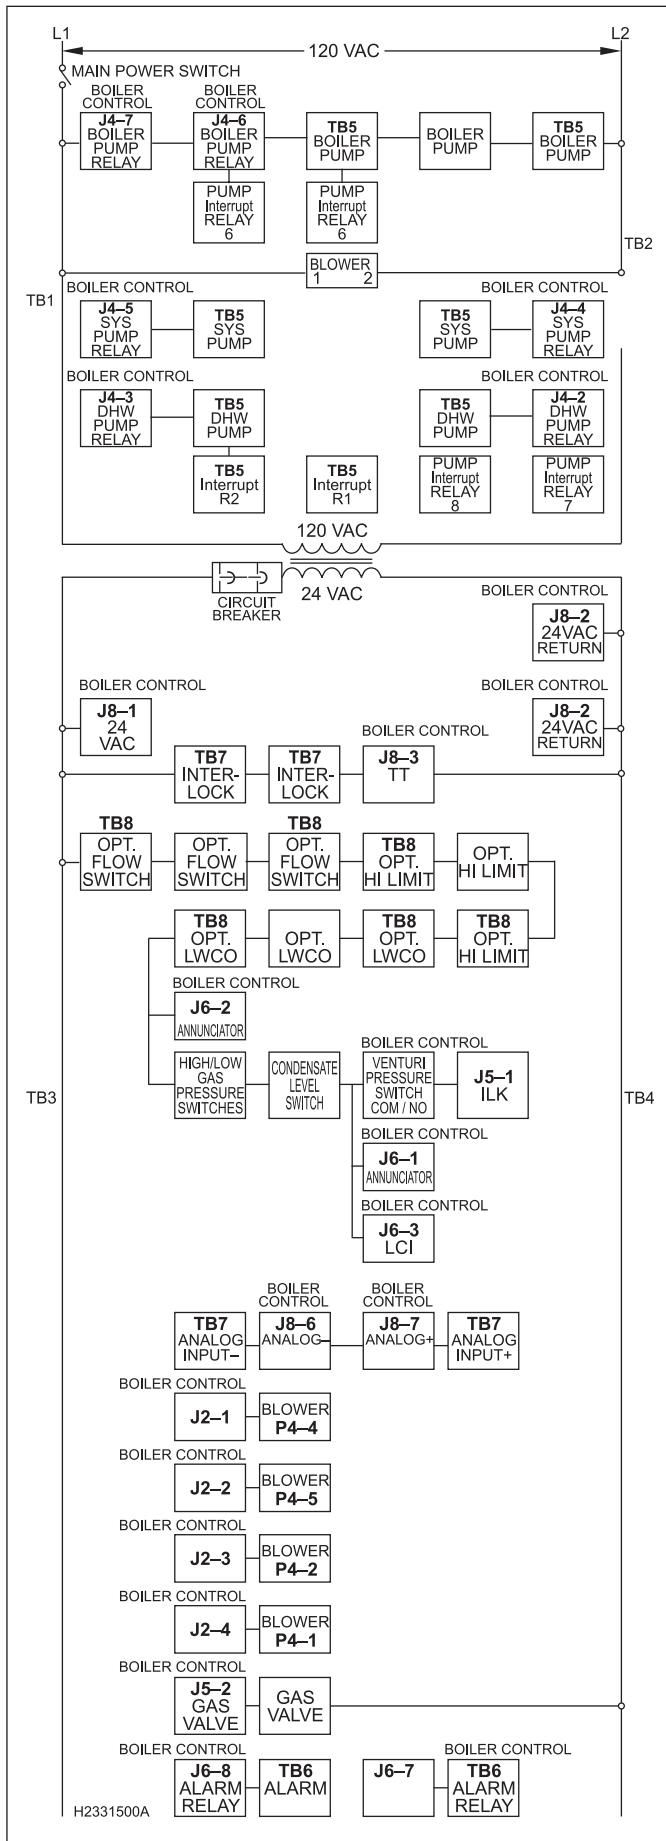 L1
L2
120 VAC
MAIN POWER SWITCH
BOILER
CONTROL
J4–7
BOILER
PUMP
RELAY
BOILER
CONTROL
J4–6
BOILER
PUMP
RELAY
TB5
BOILER
PUMP
BOILER
PUMP
TB5
BOILER
PUMP
PUMP
Interrupt
RELAY
6
PUMP
Interrupt
RELAY
6
TB2
BLOWER
1 2
TB1
BOILER CONTROL
J4–5
SYS
PUMP
RELAY
TB5
SYS
PUMP
TB5
SYS
PUMP
BOILER CONTROL
J4–4
SYS
PUMP
RELAY
BOILER CONTROL
J4–3
DHW
PUMP
RELAY
TB5
DHW
PUMP
TB5
DHW
PUMP
BOILER CONTROL
J4–2
DHW
PUMP
RELAY
TB5
Interrupt
R2
TB5
Interrupt
R1
PUMP
Interrupt
RELAY
8
PUMP
Interrupt
RELAY
7
120 VAC
24 VAC
CIRCUIT
BREAKER
BOILER CONTROL
J8–2
24VAC
RETURN
BOILER CONTROL
J8–1
24
VAC
BOILER CONTROL
J8–2
24VAC
RETURN
TB7
INTER-
LOCK
TB7
INTER-
LOCK
BOILER CONTROL
J8–3
TT
TB8
OPT.
FLOW
SWITCH
OPT.
FLOW
SWITCH
TB8
OPT.
FLOW
SWITCH
TB8
OPT.
HI LIMIT
OPT.
HI LIMIT
TB8
OPT.
LWCO
OPT.
LWCO
TB8
OPT.
LWCO
TB8
OPT.
HI LIMIT
BOILER CONTROL
J6–2
ANNUNCIATOR
HIGH/LOW
GAS
PRESSURE
SWITCHES
CONDENSATE
LEVEL
SWITCH
BOILER CONTROL
VENTURI
PRESSURE
SWITCH
COM / NO
J5–1
ILK
TB3
TB4
BOILER CONTROL
J6–1
ANNUNCIATOR
BOILER CONTROL
J6–3
LCI
TB7
ANALOG
INPUT–
BOILER
CONTROL
J8–6
ANALOG–
BOILER
CONTROL
J8–7
ANALOG+
TB7
ANALOG
INPUT+
BOILER CONTROL
J2–1
BLOWER
P4–4
BOILER CONTROL
J2–2
BLOWER
P4–5
BOILER CONTROL
J2–3
BLOWER
P4–2
BOILER CONTROL
J2–4
BLOWER
P4–1
BOILER CONTROL
J5–2
GAS
VALVE
GAS
VALVE
BOILER CONTROL
J6–8
ALARM
RELAY
TB6
ALARM
J6–7
BOILER CONTROL
TB6
ALARM
RELAY
H2331500A